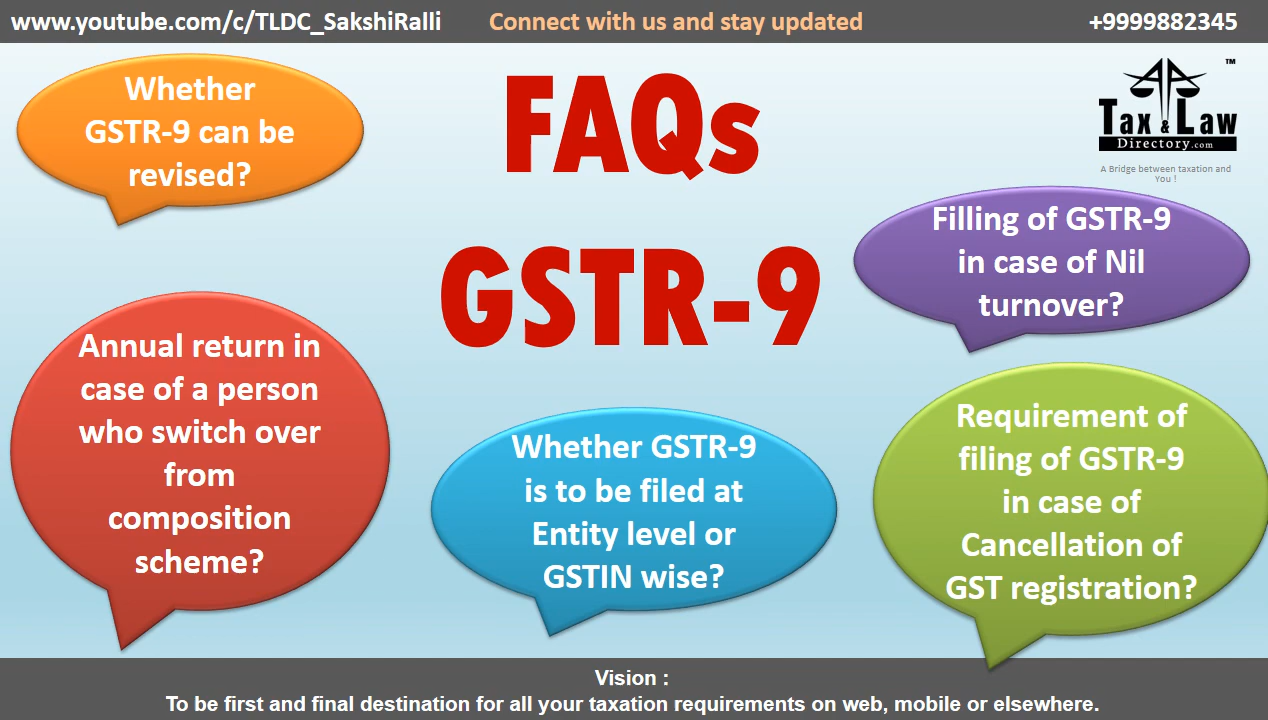 www.youtube.com/c/TLDC_SakshiRalli
Connect with us and stay updated
+9999882345
Whether
GSTR-9 can be
revised?
FAQs
GSTR-9
TM
Tax & Law
Directory.com
A Bridge between taxation and
You !
Filling of GSTR-9
in case of Nil
turnover?
Annual return in
case of a person
who switch over
from
composition
scheme?
Whether GSTR-9
is to be filed at
Entity level or
GSTIN wise?
Requirement of
filing of GSTR-9
in case of
Cancellation of
GST registration?
Vision :
To be first and final destination for all your taxation requirements on web, mobile or elsewhere.